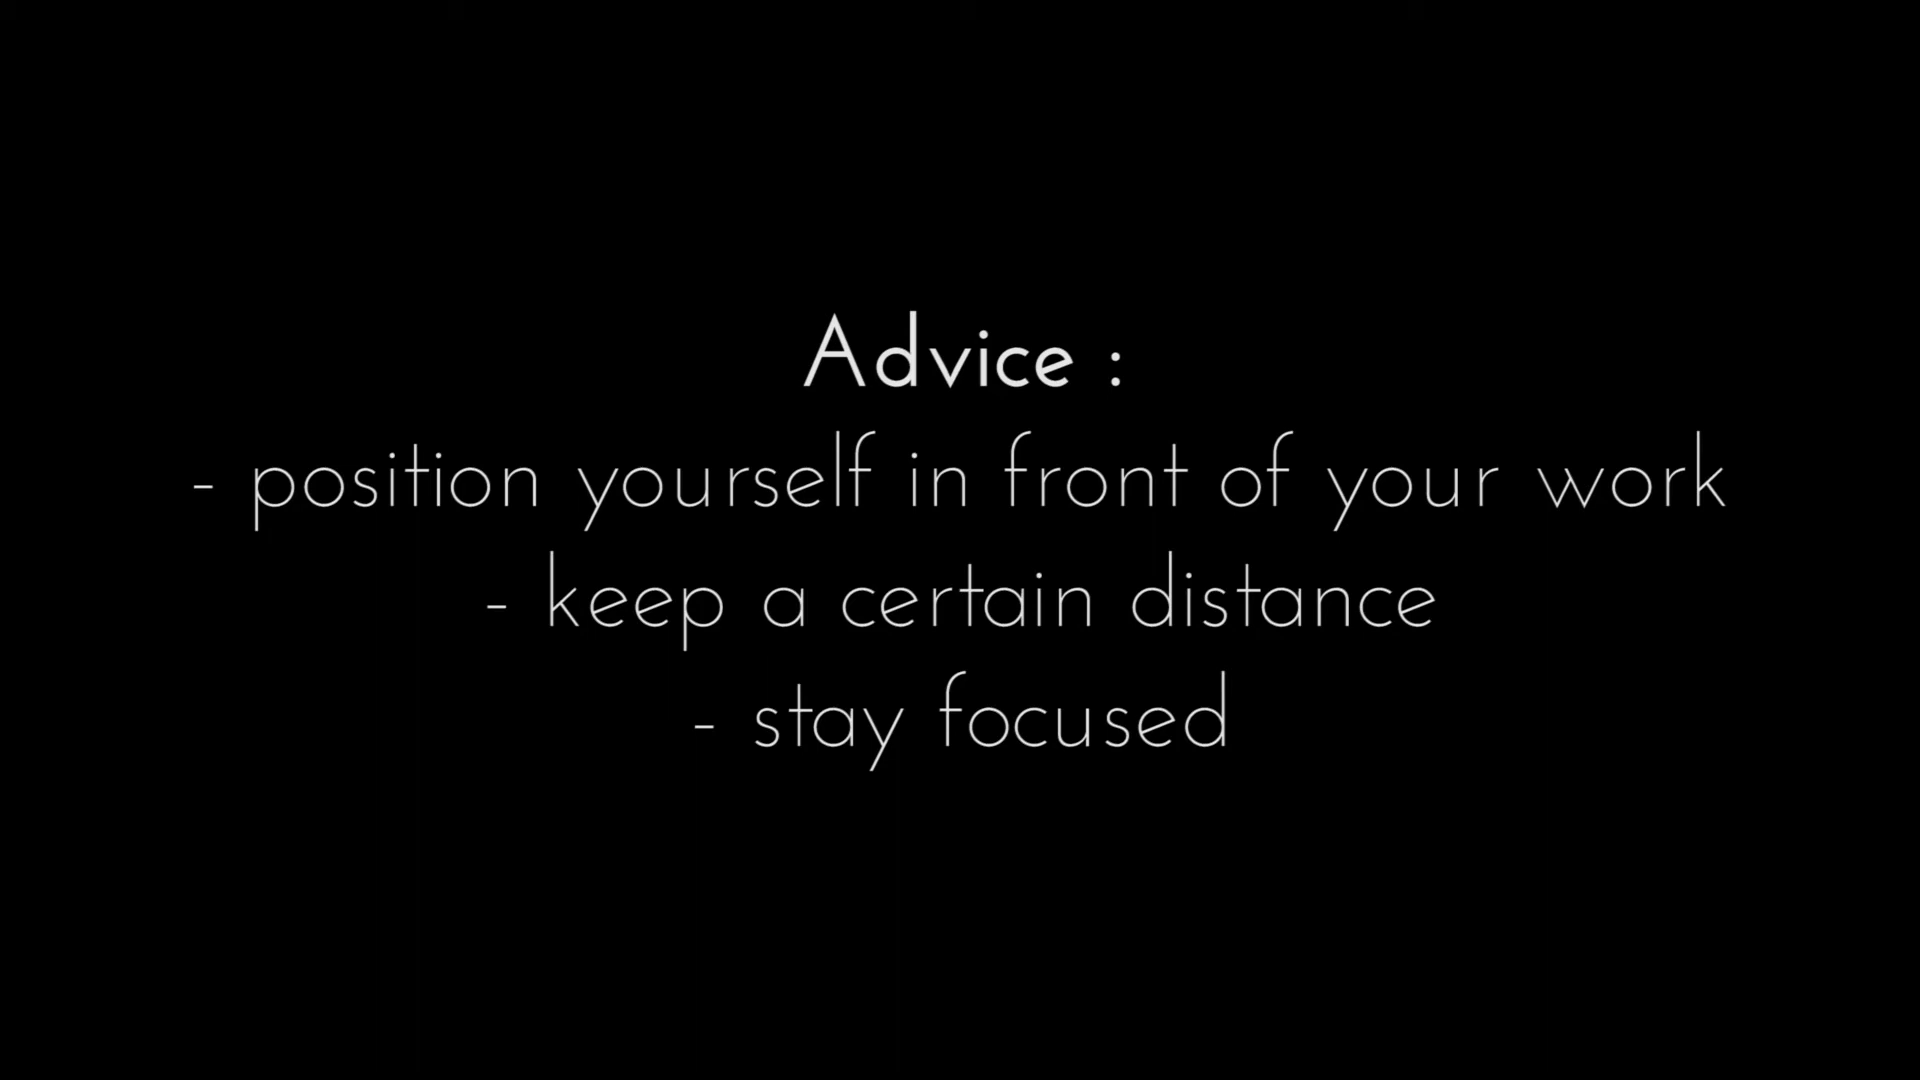 Advice :
- position yourself in front of your work
- keep a certain distance
- stay focused